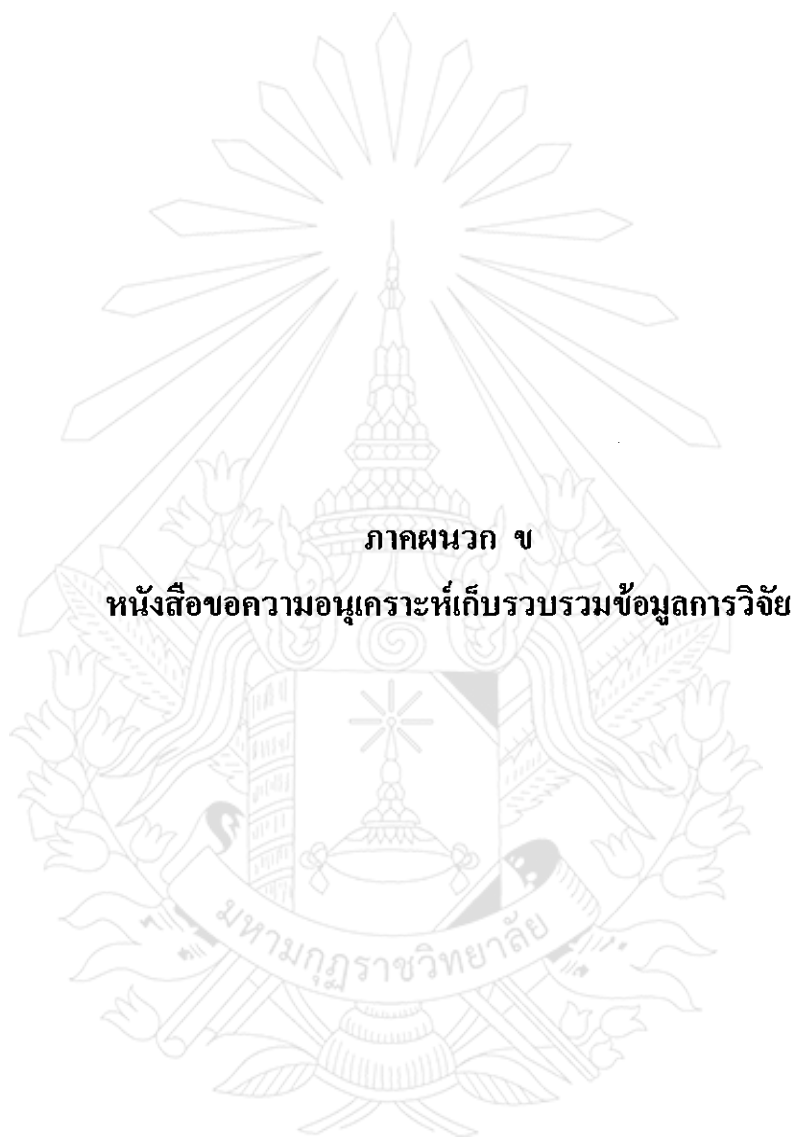 ภาคผนวก ข
หนังสือขอความอนุเคราะห์เก็บรวบรวมข้อมูลการวิจัย
มหามกุฏราชวิทยาลัย